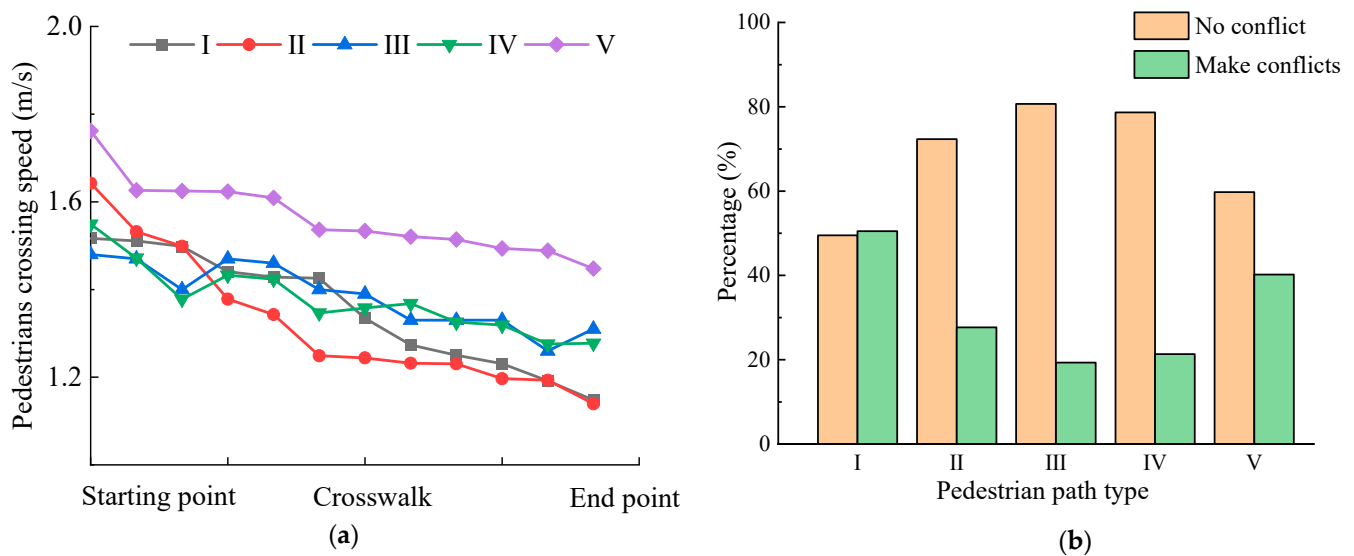 2.0
I II III IV V
1.6
1.2
Pedestrians crossing speed (m/s)
Starting point Crosswalk End point
(a)
100
80
60
40
20
0
Percentage (%)
No conflict
Make conflicts
I II III IV V
Pedestrian path type
(b)